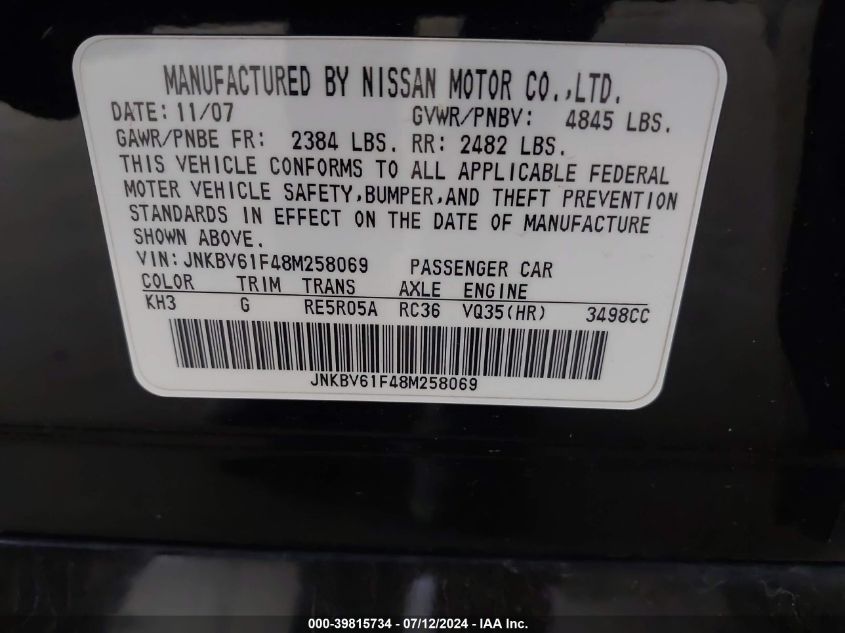 MANUFACTURED BY NISSAN MOTOR CO.,LTD.
DATE: 11/07 GVWR/PNBV: 4845 LBS.
GAWR/PNBE FR: 2384 LBS. RR: 2482 LBS.
THIS VEHICLE CONFORMS TO ALL APPLICABLE FEDERAL
MOTER VEHICLE SAFETY,BUMPER,AND THEFT PREVENTION
STANDARDS IN EFFECT ON THE DATE OF MANUFACTURE
SHOWN ABOVE.
VIN: JNKBV61F48M258069 PASSENGER CAR
COLOR TRIM TRANS AXLE ENGINE
KH3 G RE5R05A RC36 VQ35(HR) 3498CC
JNKBV61F48M258069
000-39815734 - 07/12/2024 - IAA Inc.